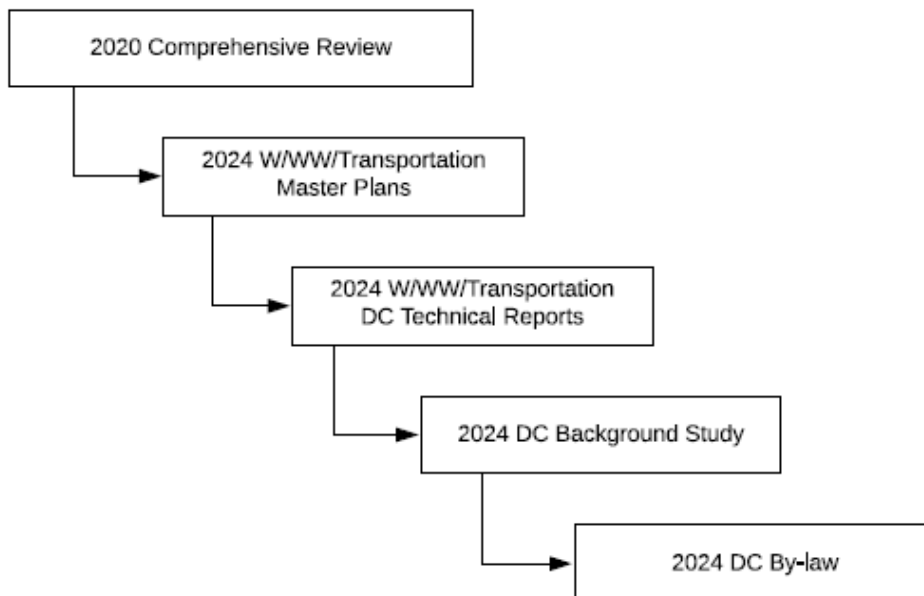 2020 Comprehensive Review
2024 W/WW/Transportation
Master Plans
2024 W/WW/Transportation
DC Technical Reports
2024 DC Background Study
2024 DC By-law